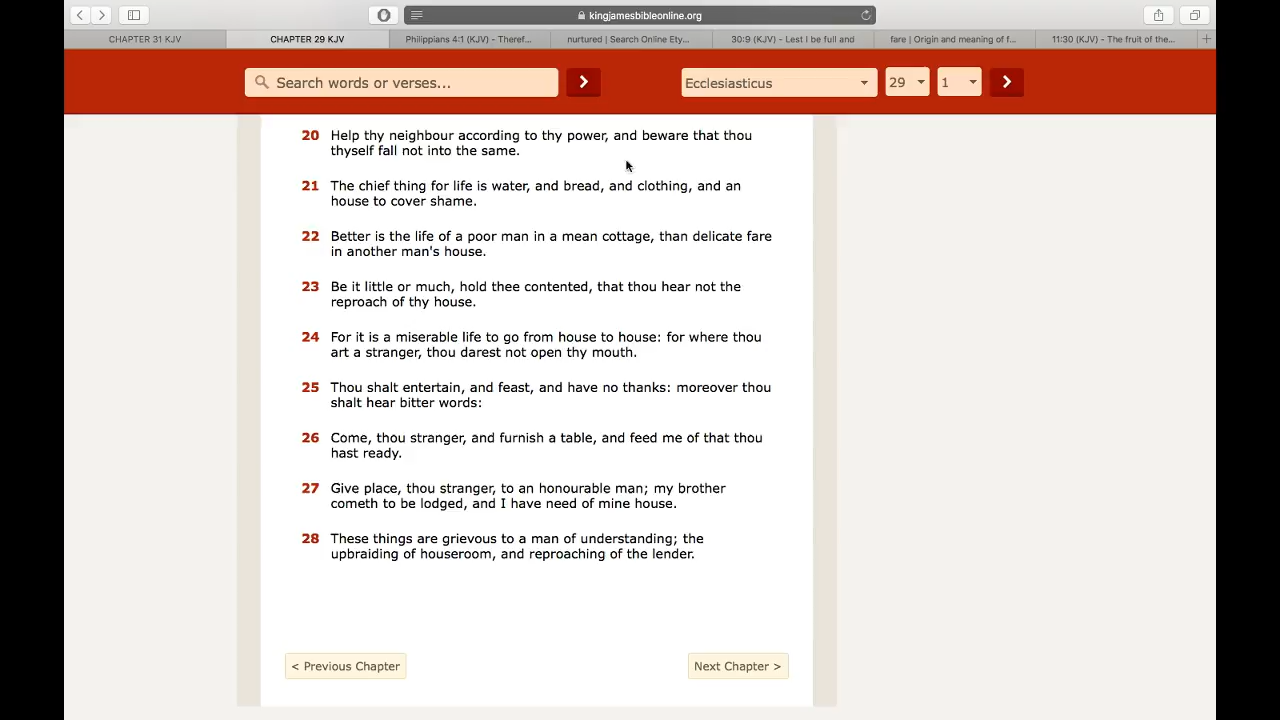 kingjamesbibleonline.org
CHAPTER 31 KJV
CHAPTER 29 KJV
Philippians 4:1 (KJV) - Theref...
nurtured | Search Online Ety...
30:9 (KJV) - Lest I be full and
fare | Origin and meaning of f...
11:30 (KJV) - The fruit of the...
Search words or verses...
Ecclesiasticus
29
1
20 Help thy neighbour according to thy power, and beware that thou
thyself fall not into the same.
21 The chief thing for life is water, and bread, and clothing, and an
house to cover shame.
22 Better is the life of a poor man in a mean cottage, than delicate fare
in another man's house.
23 Be it little or much, hold thee contented, that thou hear not the
reproach of thy house.
24 For it is a miserable life to go from house to house: for where thou
art a stranger, thou darest not open thy mouth.
25 Thou shalt entertain, and feast, and have no thanks: moreover thou
shalt hear bitter words:
26 Come, thou stranger, and furnish a table, and feed me of that thou
hast ready.
27 Give place, thou stranger, to an honourable man; my brother
cometh to be lodged, and I have need of mine house.
28 These things are grievous to a man of understanding; the
upbraiding of houseroom, and reproaching of the lender.
< Previous Chapter
Next Chapter >